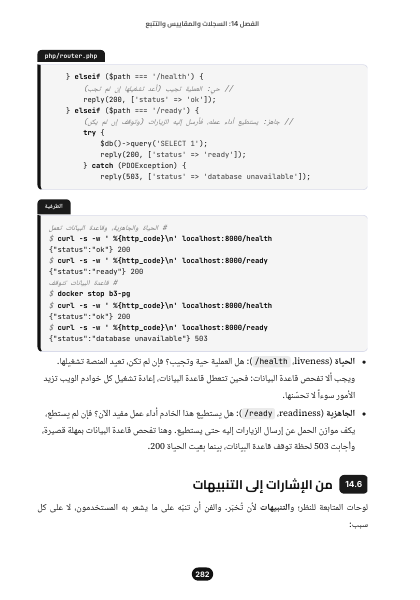 الفصل 14: السجلات والمقاييس والتتبع
php/router.php
} elseif ($path === '/health') {
// حي: العملية تجيب (أعد تشغيلها إن لم تجب)
reply(200, ['status' => 'ok']);
} elseif ($path === '/ready') {
// جاهز: يستطيع أداء عمله، فأرسل إليه الزيارات (وتوقف إن لم يكن)
try {
$db()->query('SELECT 1');
reply(200, ['status' => 'ready']);
} catch (PDOException) {
reply(503, ['status' => 'database unavailable']);
الطرفية
# الحياة والجاهزية، وقاعدة البيانات تعمل
$ curl -s -w ' %{http_code}\n' localhost:8000/health
{"status":"ok"} 200
$ curl -s -w ' %{http_code}\n' localhost:8000/ready
{"status":"ready"} 200
# قاعدة البيانات تتوقف
$ docker stop b3-pg
$ curl -s -w ' %{http_code}\n' localhost:8000/health
{"status":"ok"} 200
$ curl -s -w ' %{http_code}\n' localhost:8000/ready
{"status":"database unavailable"} 503
• الحياة (liveness، /health): هل العملية حية وتجيب؟ فإن لم تكن، تعيد المنصة تشغيلها.
ويجب ألا تفحص قاعدة البيانات: فحين تتعطل قاعدة البيانات، إعادة تشغيل كل خوادم الويب تزيد
الأمور سوءاً لا تحسّنها.
• الجاهزية (readiness، /ready): هل يستطيع هذا الخادم أداء عمل مفيد الآن؟ فإن لم يستطع،
يكف موازن الحمل عن إرسال الزيارات إليه حتى يستطيع. وهنا تفحص قاعدة البيانات بمهلة قصيرة،
وأجابت 503 لحظة توقف قاعدة البيانات، بينما بقيت الحياة 200.
14.6 من الإشارات إلى التنبيهات
لوحات المتابعة للنظر؛ والتنبيهات لأن تُخبَر. والفن أن تنبّه على ما يشعر به المستخدمون، لا على كل
سبب:
282